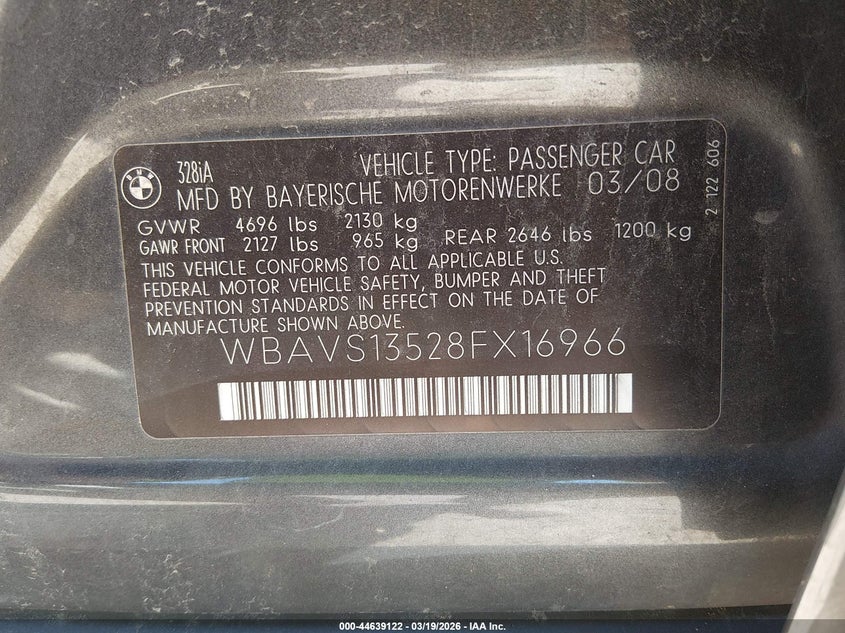 BMW
328iA VEHICLE TYPE: PASSENGER CAR
MFD BY BAYERISCHE MOTORENWERKE 03/08
GVWR 4696 lbs 2130 kg
GAWR FRONT 2127 lbs 965 kg REAR 2646 lbs 1200 kg
THIS VEHICLE CONFORMS TO ALL APPLICABLE U.S.
FEDERAL MOTOR VEHICLE SAFETY, BUMPER AND THEFT
PREVENTION STANDARDS IN EFFECT ON THE DATE OF
MANUFACTURE SHOWN ABOVE.
WBAVS13528FX16966
2 122 606
000-44639122 - 03/19/2026 - IAA Inc.